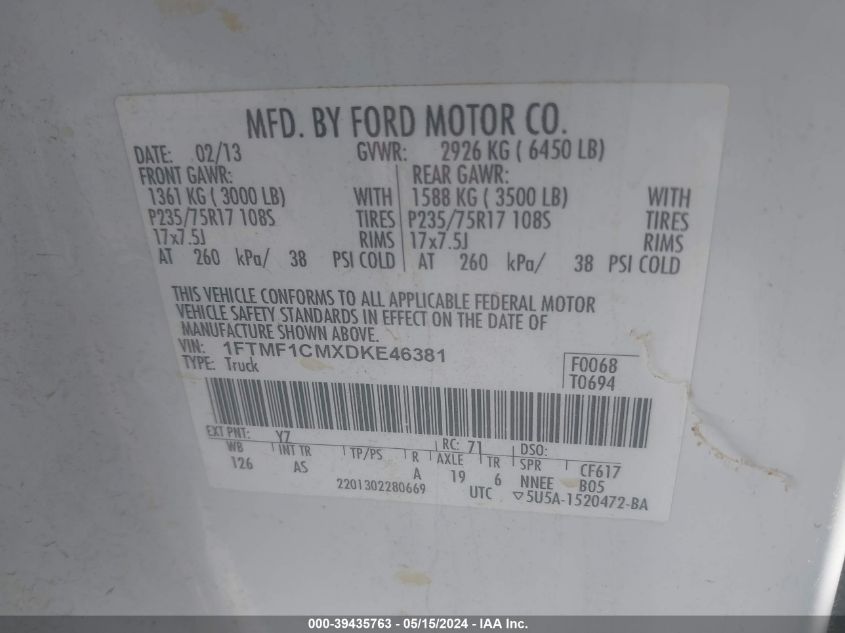 MFD. BY FORD MOTOR CO.
DATE: 02/13 GVWR: 2926 KG ( 6450 LB)
FRONT GAWR: REAR GAWR:
1361 KG ( 3000 LB) WITH 1588 KG ( 3500 LB) WITH
P235/75R17 108S TIRES P235/75R17 108S TIRES
17x7.5J RIMS 17x7.5J RIMS
AT 260 kPa/ 38 PSI COLD AT 260 kPa/ 38 PSI COLD
THIS VEHICLE CONFORMS TO ALL APPLICABLE FEDERAL MOTOR
VEHICLE SAFETY STANDARDS IN EFFECT ON THE DATE OF
MANUFACTURE SHOWN ABOVE.
VIN: 1FTMF1CMXDKE46381
TYPE: Truck
F0068
T0694
EXT PNT: YZ RC: 71 DSO:
WB INT TR TP/PS R AXLE TR SPR CF617
126 AS A 19 6 NNEE B05
2201302280669 UTC ▽5U5A-1520472-BA
000-39435763 - 05/15/2024 - IAA Inc.